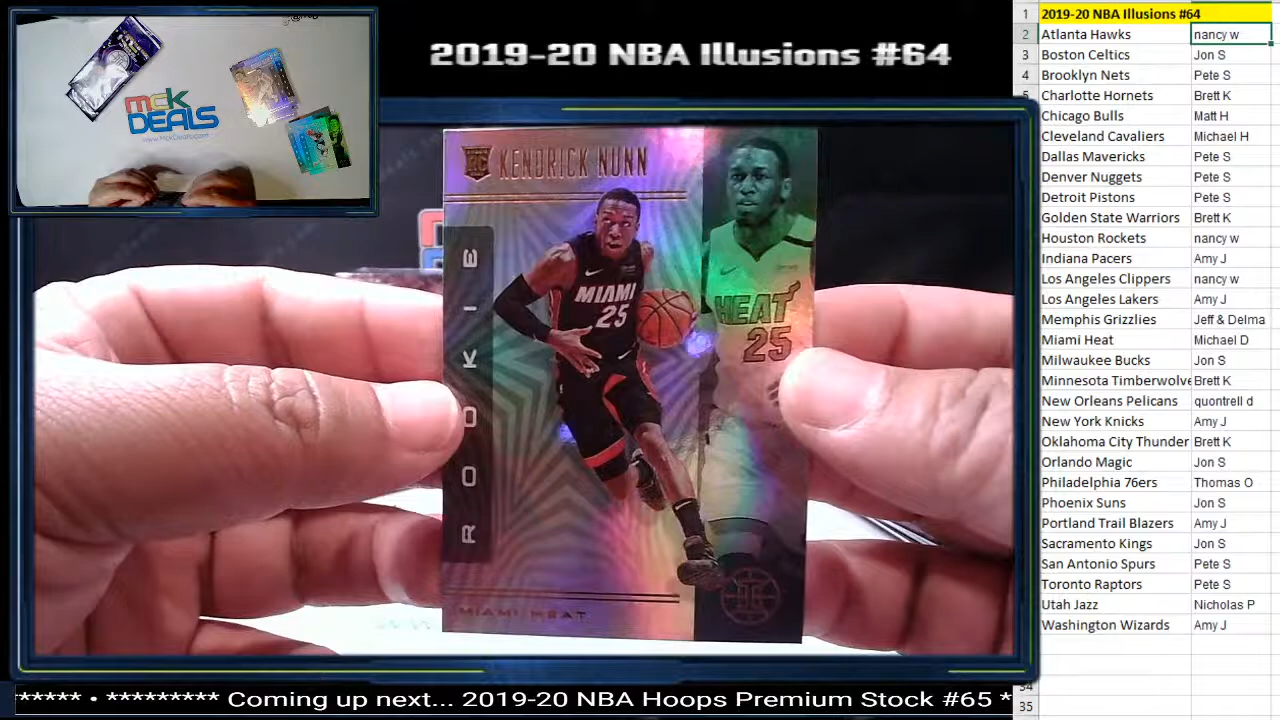 2019-20 NBA Illusions #64
mck
DEALS
KENDRICK NUNN
ROOKIE
MIAMI
25
HEAT
25
MIAMI HEAT
***** • ********* Coming up next... 2019-20 NBA Hoops Premium Stock #65 *
1 2019-20 NBA Illusions #64
2 Atlanta Hawks nancy w
3 Boston Celtics Jon S
4 Brooklyn Nets Pete S
5 Charlotte Hornets Brett K
Chicago Bulls Matt H
Cleveland Cavaliers Michael H
Dallas Mavericks Pete S
Denver Nuggets Pete S
Detroit Pistons Pete S
Golden State Warriors Brett K
Houston Rockets nancy w
Indiana Pacers Amy J
Los Angeles Clippers nancy w
Los Angeles Lakers Amy J
Memphis Grizzlies Jeff & Delma
Miami Heat Michael D
Milwaukee Bucks Jon S
Minnesota Timberwolve Brett K
New Orleans Pelicans quontrell d
New York Knicks Amy J
Oklahoma City Thunder Brett K
Orlando Magic Jon S
Philadelphia 76ers Thomas O
Phoenix Suns Jon S
Portland Trail Blazers Amy J
Sacramento Kings Jon S
San Antonio Spurs Pete S
Toronto Raptors Pete S
Utah Jazz Nicholas P
Washington Wizards Amy J
34
35